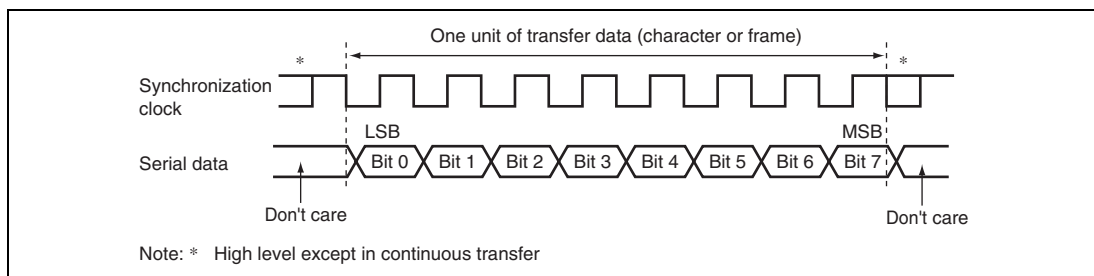 One unit of transfer data (character or frame)
* *
Synchronization
clock
LSB MSB
Serial data Bit 0 Bit 1 Bit 2 Bit 3 Bit 4 Bit 5 Bit 6 Bit 7
Don't care Don't care
Note: * High level except in continuous transfer